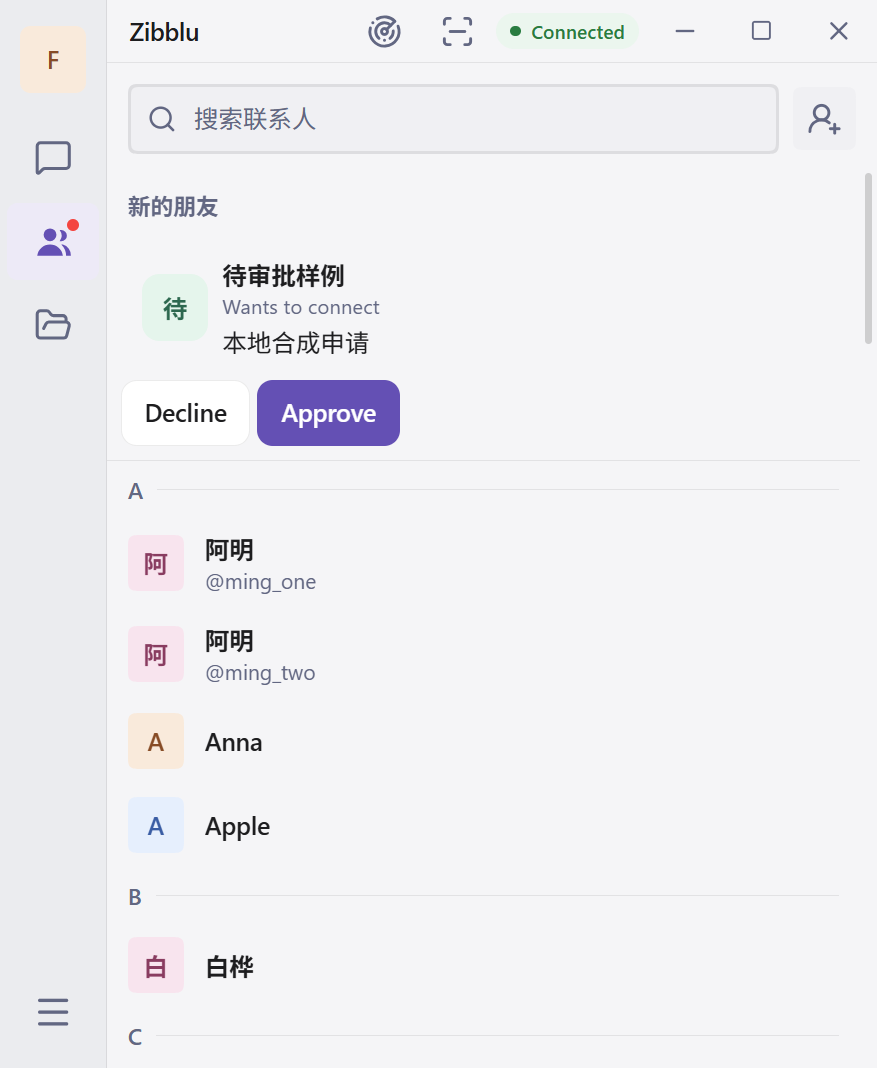 F
Zibblu
Connected
搜索联系人
新的朋友
待
待审批样例
Wants to connect
本地合成申请
Decline
Approve
A
阿
阿明
@ming_one
阿
阿明
@ming_two
A
Anna
A
Apple
B
白
白桦
C